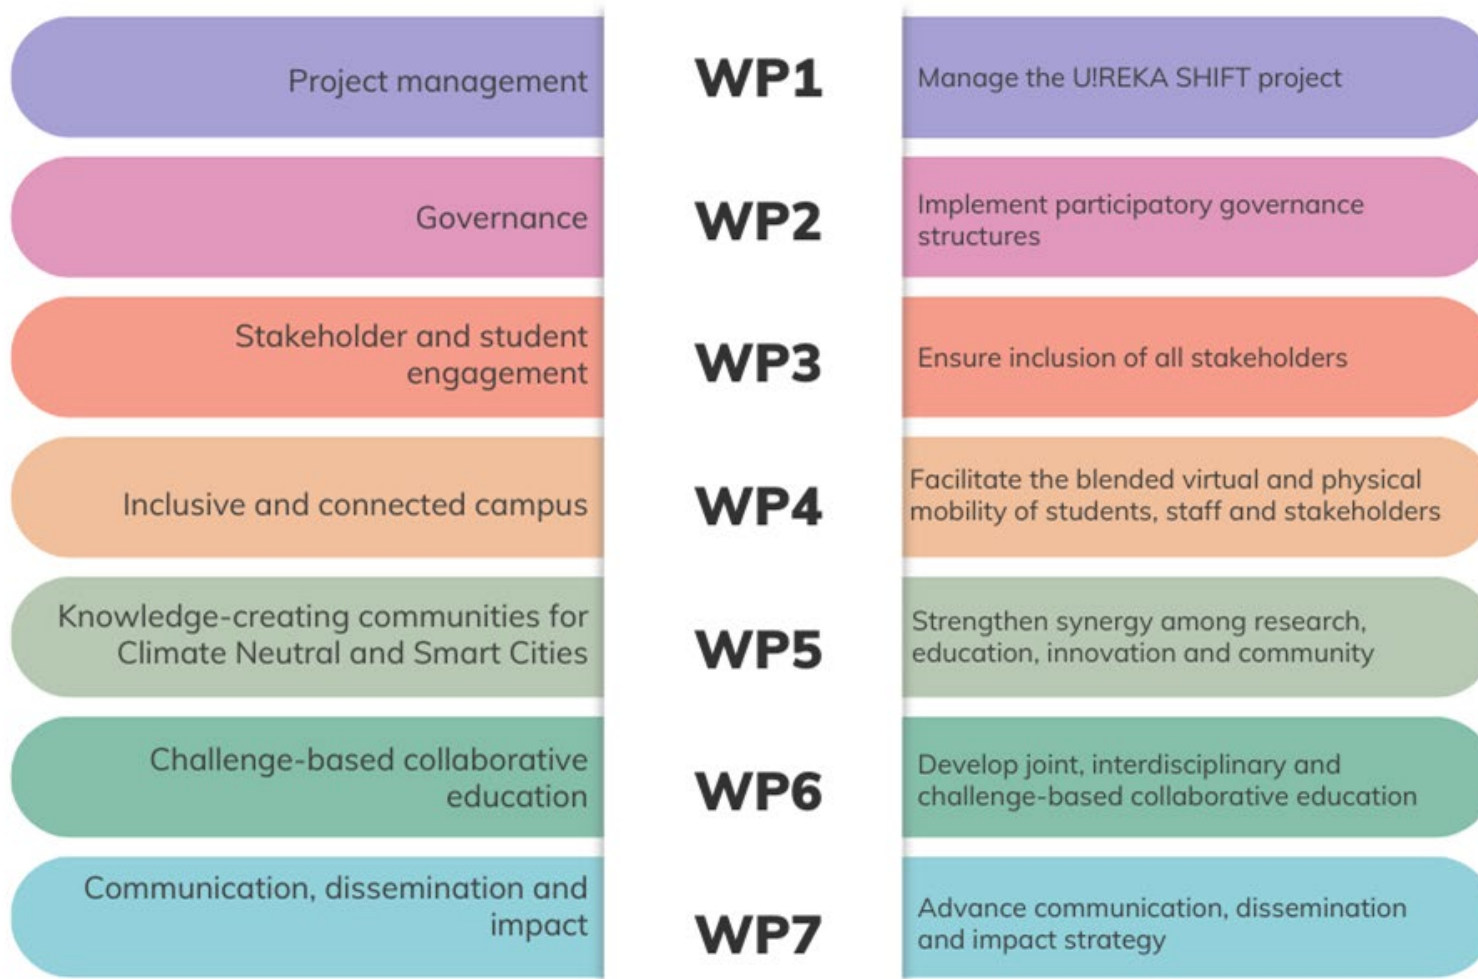 Project management
WP1
Manage the U!REKA SHIFT project
Governance
WP2
Implement participatory governance
structures
Stakeholder and student
engagement
WP3
Ensure inclusion of all stakeholders
Inclusive and connected campus
WP4
Facilitate the blended virtual and physical
mobility of students, staff and stakeholders
Knowledge-creating communities for
Climate Neutral and Smart Cities
WP5
Strengthen synergy among research,
education, innovation and community
Challenge-based collaborative
education
WP6
Develop joint, interdisciplinary and
challenge-based collaborative education
Communication, dissemination and
impact
WP7
Advance communication, dissemination
and impact strategy